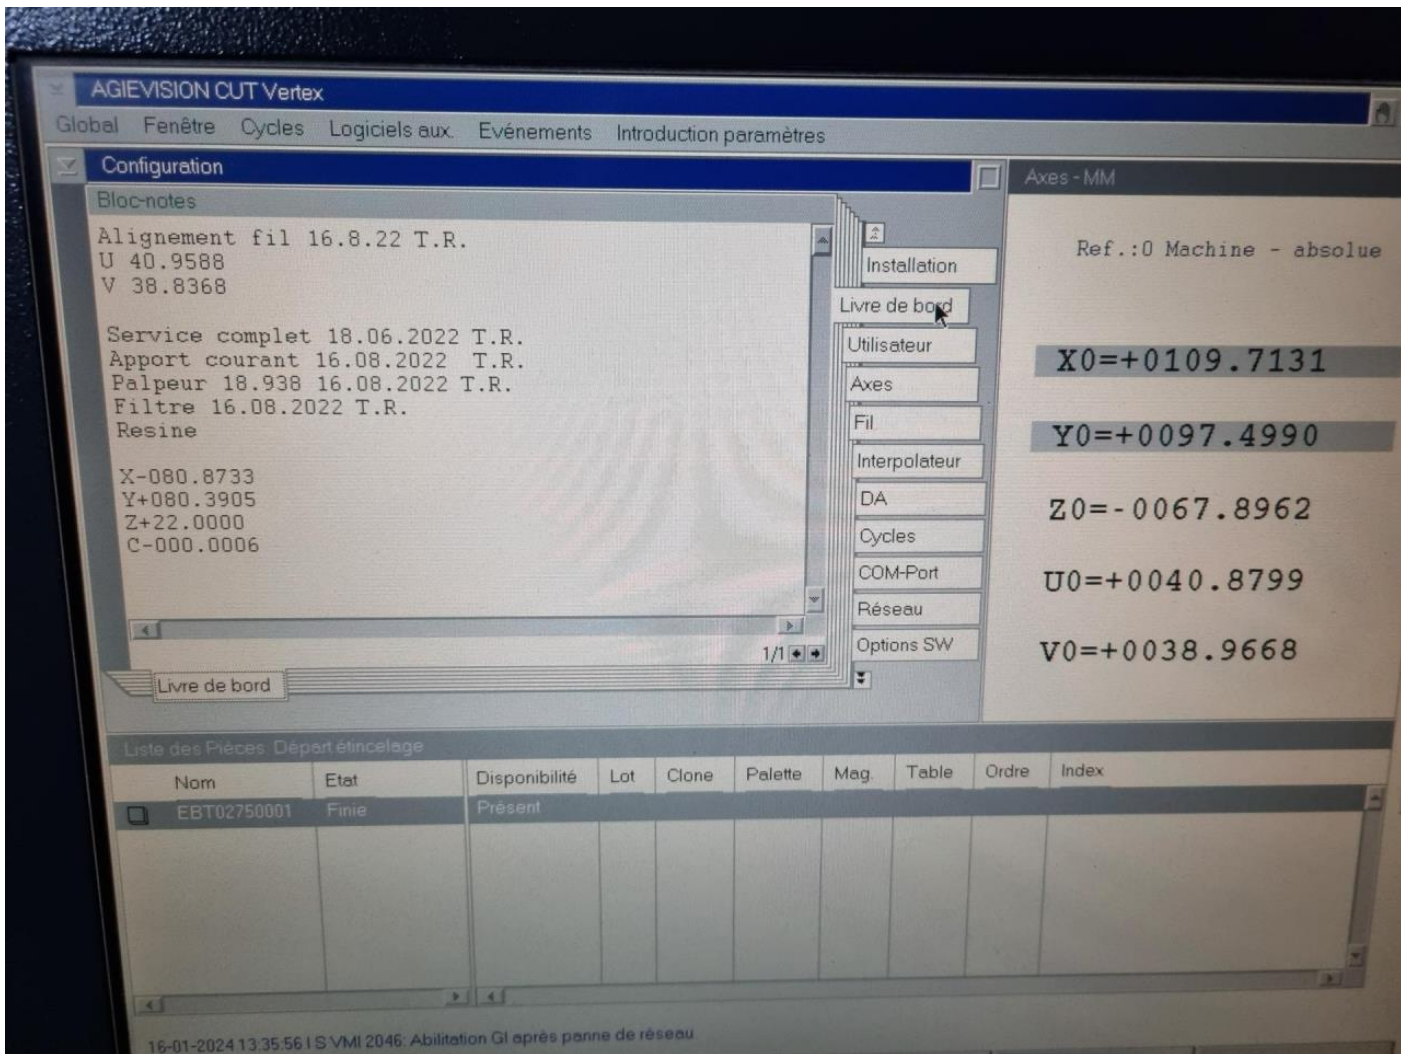 AGIEVISION CUT Vertex
Global Fenêtre Cycles Logiciels aux. Evénements Introduction paramètres
Configuration
Bloc-notes
Alignement fil 16.8.22 T.R.
U 40.9588
V 38.8368
Service complet 18.06.2022 T.R.
Apport courant 16.08.2022 T.R.
Palpeur 18.938 16.08.2022 T.R.
Filtre 16.08.2022 T.R.
Resine
X-080.8733
Y+080.3905
Z+22.0000
C-000.0006
1/1
Livre de bord
Installation
Livre de bord
Utilisateur
Axes
Fil
Interpolateur
DA
Cycles
COM-Port
Réseau
Options SW
Axes - MM
Ref.:0 Machine - absolue
X0=+0109.7131
Y0=+0097.4990
Z0=-0067.8962
U0=+0040.8799
V0=+0038.9668
Liste des Pièces: Départ étincelage
Nom Etat Disponibilité Lot Clone Palette Mag. Table Ordre Index
EBT02750001 Finie Présent
16-01-2024 13:35:56 I S VMI 2046: Abilitation GI après panne de réseau